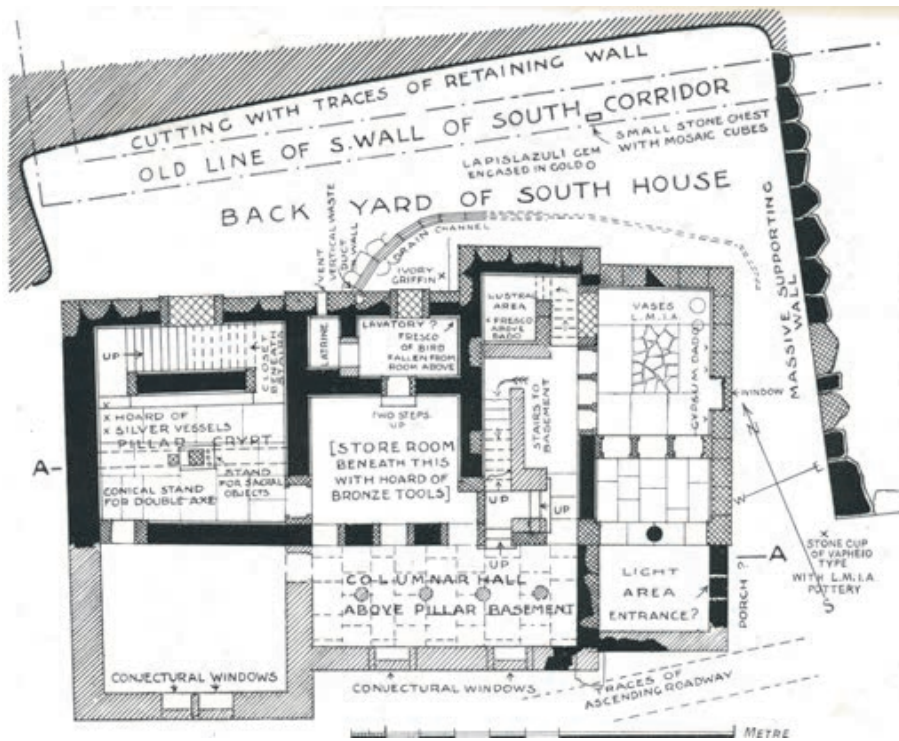 CUTTING WITH TRACES OF RETAINING WALL
OLD LINE OF S. WALL OF SOUTH CORRIDOR
SMALL STONE CHEST
WITH MOSAIC CUBES
LAPISLAZULI GEM
ENCASED IN GOLD
BACK YARD OF SOUTH HOUSE
MASSIVE SUPPORTING
WALL
VENT
VERTICAL WASTE
DUCT
IN WALL
DRAIN CHANNEL
IVORY
GRIFFIN X
LUSTRAL
AREA
X FRESCO
ABOVE
DADO
VASES
L.M.I.A
GYPSUM DADO
WINDOW
UP
CLOSET
BENEATH
STAIRS
LATRINE
LAVATORY ?
FRESCO
OF BIRD
FALLEN FROM
ROOM ABOVE
X
X HOARD OF
X SILVER VESSELS
PILLAR CRYPT
STAND
FOR SACRAL
OBJECTS
CONICAL STAND
FOR DOUBLE-AXE
TWO STEPS
UP
[STORE ROOM
BENEATH THIS
WITH HOARD OF
BRONZE TOOLS]
STAIRS TO
BASEMENT
UP
UP
UP
A
N
W
E
S
A
X
STONE CUP
OF VAPHEIO
TYPE
WITH L.M.I.A.
POTTERY
COLUMNAR HALL
ABOVE PILLAR BASEMENT
LIGHT
AREA
ENTRANCE?
PORCH ?
CONJECTURAL WINDOWS
CONJECTURAL WINDOWS
TRACES OF
ASCENDING ROADWAY
METRE